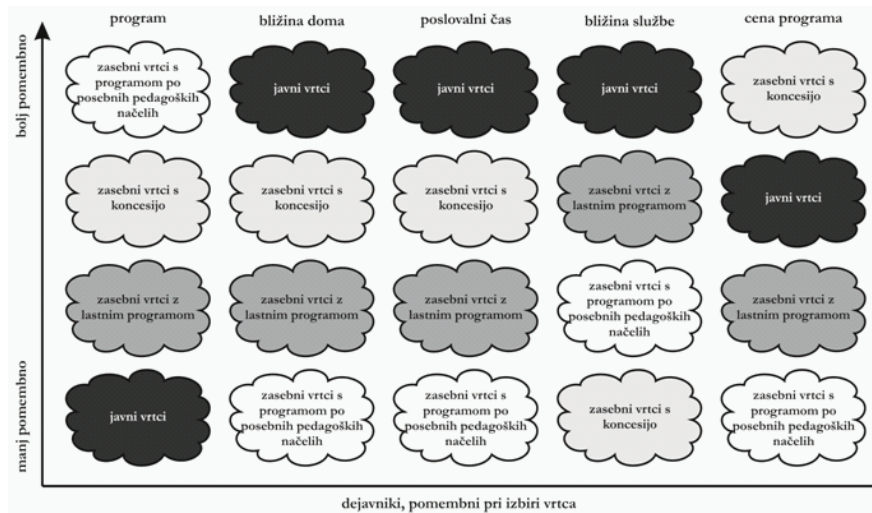 program
bližina doma
poslovalni čas
bližina službe
cena programa
bolj pomembno
manj pomembno
zasebni vrtci s
programom po
posebnih pedagoških
načelih
javni vrtci
javni vrtci
javni vrtci
zasebni vrtci s
koncesijo
zasebni vrtci s
koncesijo
zasebni vrtci s
koncesijo
zasebni vrtci s
koncesijo
zasebni vrtci z
lastnim programom
javni vrtci
zasebni vrtci z
lastnim programom
zasebni vrtci z
lastnim programom
zasebni vrtci z
lastnim programom
zasebni vrtci s
programom po
posebnih pedagoških
načelih
zasebni vrtci z
lastnim programom
javni vrtci
zasebni vrtci s
programom po
posebnih pedagoških
načelih
zasebni vrtci s
programom po
posebnih pedagoških
načelih
zasebni vrtci s
koncesijo
zasebni vrtci s
programom po
posebnih pedagoških
načelih
dejavniki, pomembni pri izbiri vrtca